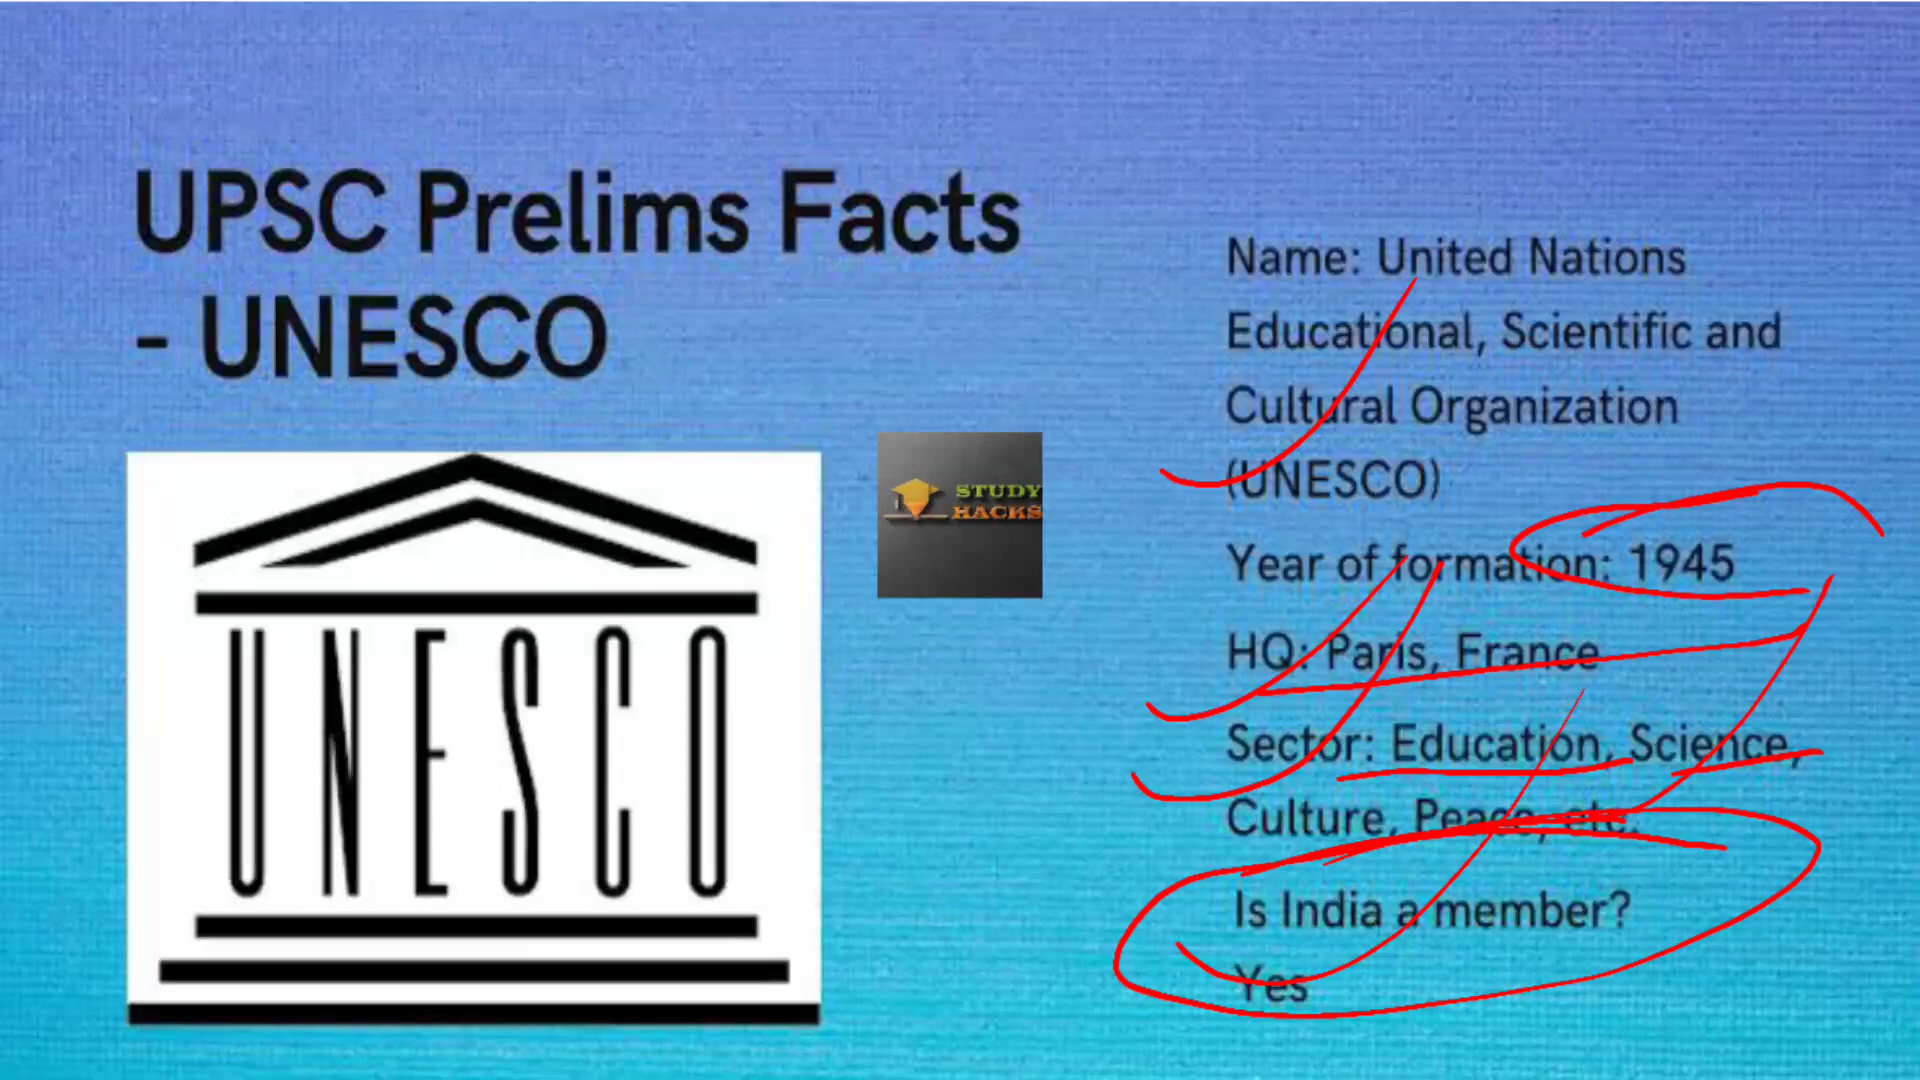 UPSC Prelims Facts
- UNESCO
UNESCO
STUDY
HACKS
Name: United Nations
Educational, Scientific and
Cultural Organization
(UNESCO)
Year of formation: 1945
HQ: Paris, France
Sector: Education, Science,
Culture, Peace, etc.
Is India a member?
Yes